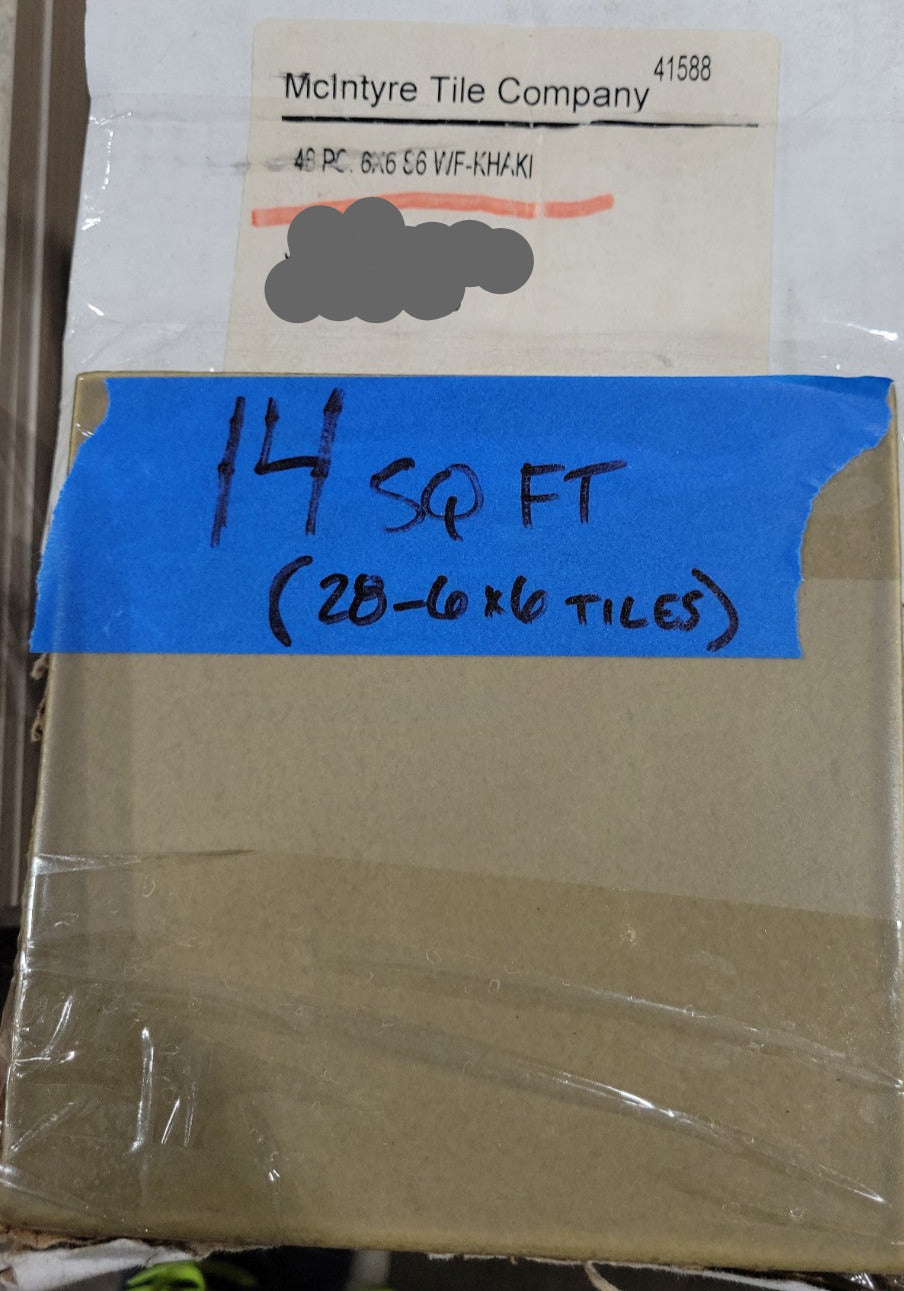 McIntyre Tile Company 41588
48 PC. 6X6 S6 W/F-KHAKI
14 SQ FT
(28-6x6 TILES)